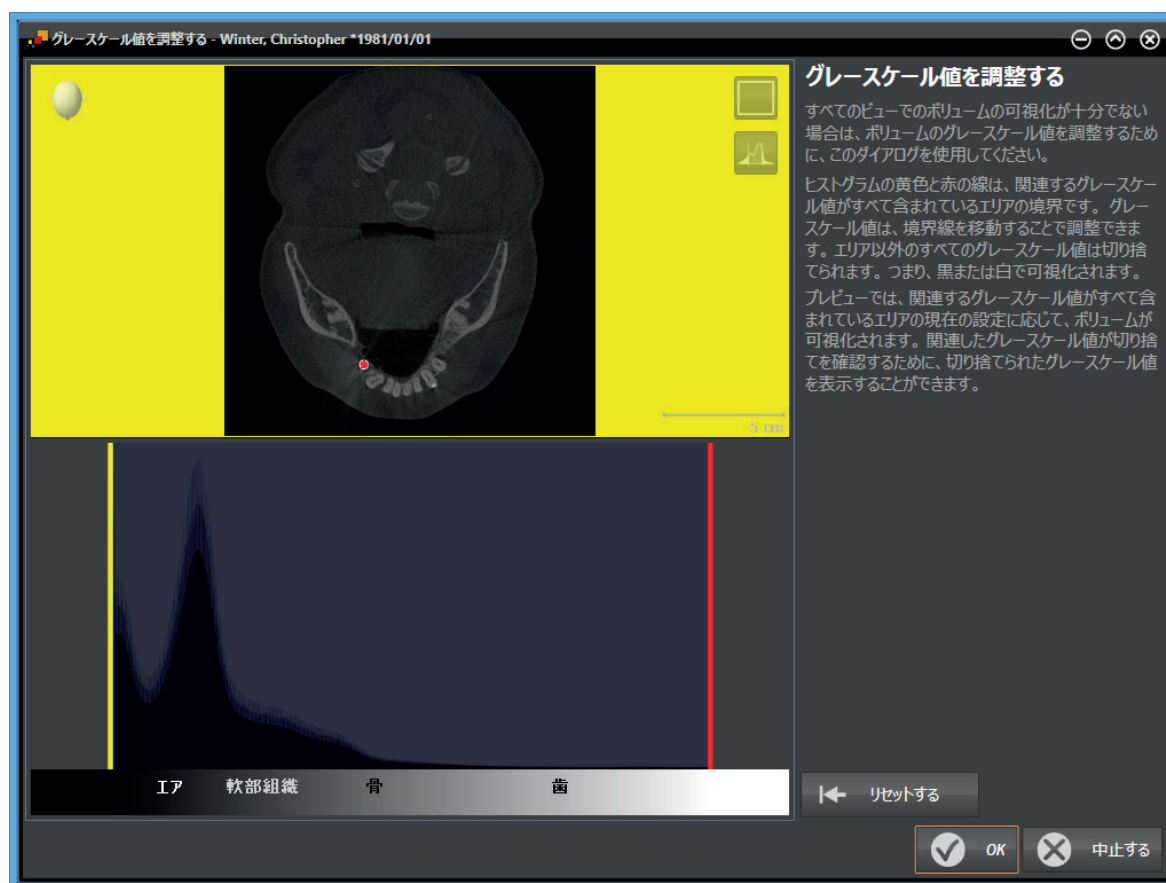 グレースケール値を調整する - Winter, Christopher *1981/01/01
5 cm
エア 軟部組織 骨 歯
グレースケール値を調整する
すべてのビューでのボリュームの可視化が十分でない
場合は、ボリュームのグレースケール値を調整するため
に、このダイアログを使用してください。
ヒストグラムの黄色と赤の線は、関連するグレースケー
ル値がすべて含まれているエリアの境界です。グレー
スケール値は、境界線を移動することで調整できま
す。エリア以外のすべてのグレースケール値は切り捨
てられます。つまり、黒または白で可視化されます。
プレビューでは、関連するグレースケール値がすべて含
まれているエリアの現在の設定に応じて、ボリュームが
可視化されます。関連したグレースケール値が切り捨
てを確認するために、切り捨てられたグレースケール値
を表示することができます。
リセットする
OK 中止する